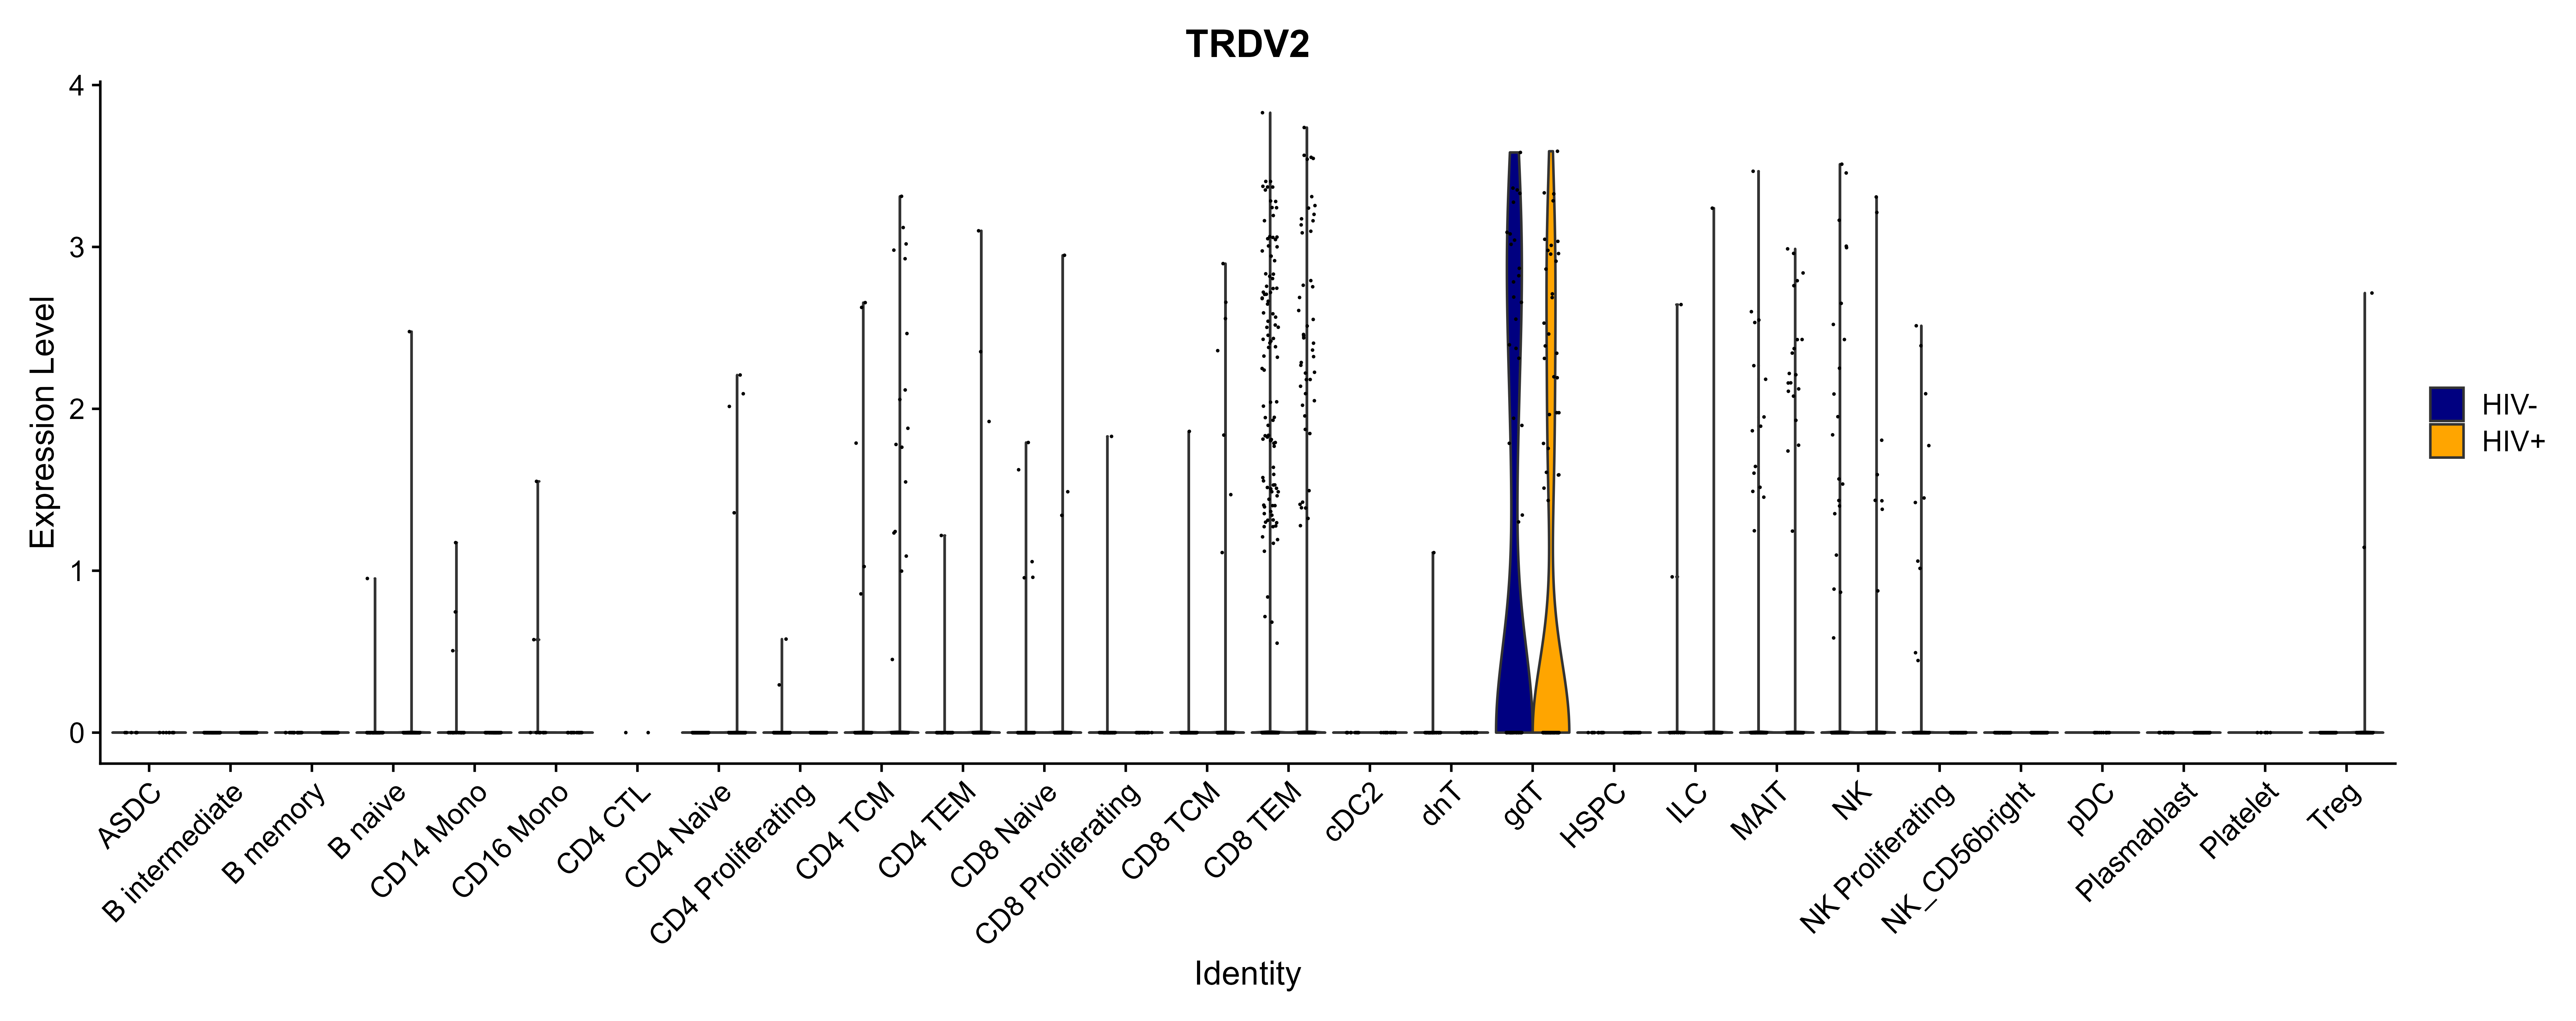 TRDV2
4
3
2
1
0
Expression Level
ASDC
B intermediate
B memory
B naive
CD14 Mono
CD16 Mono
CD4 CTL
CD4 Naive
CD4 Proliferating
CD4 TCM
CD4 TEM
CD8 Naive
CD8 Proliferating
CD8 TCM
CD8 TEM
cDC2
dnT
gdT
HSPC
ILC
MAIT
NK
NK Proliferating
NK_CD56bright
pDC
Plasmablast
Platelet
Treg
Identity
HIV-
HIV+